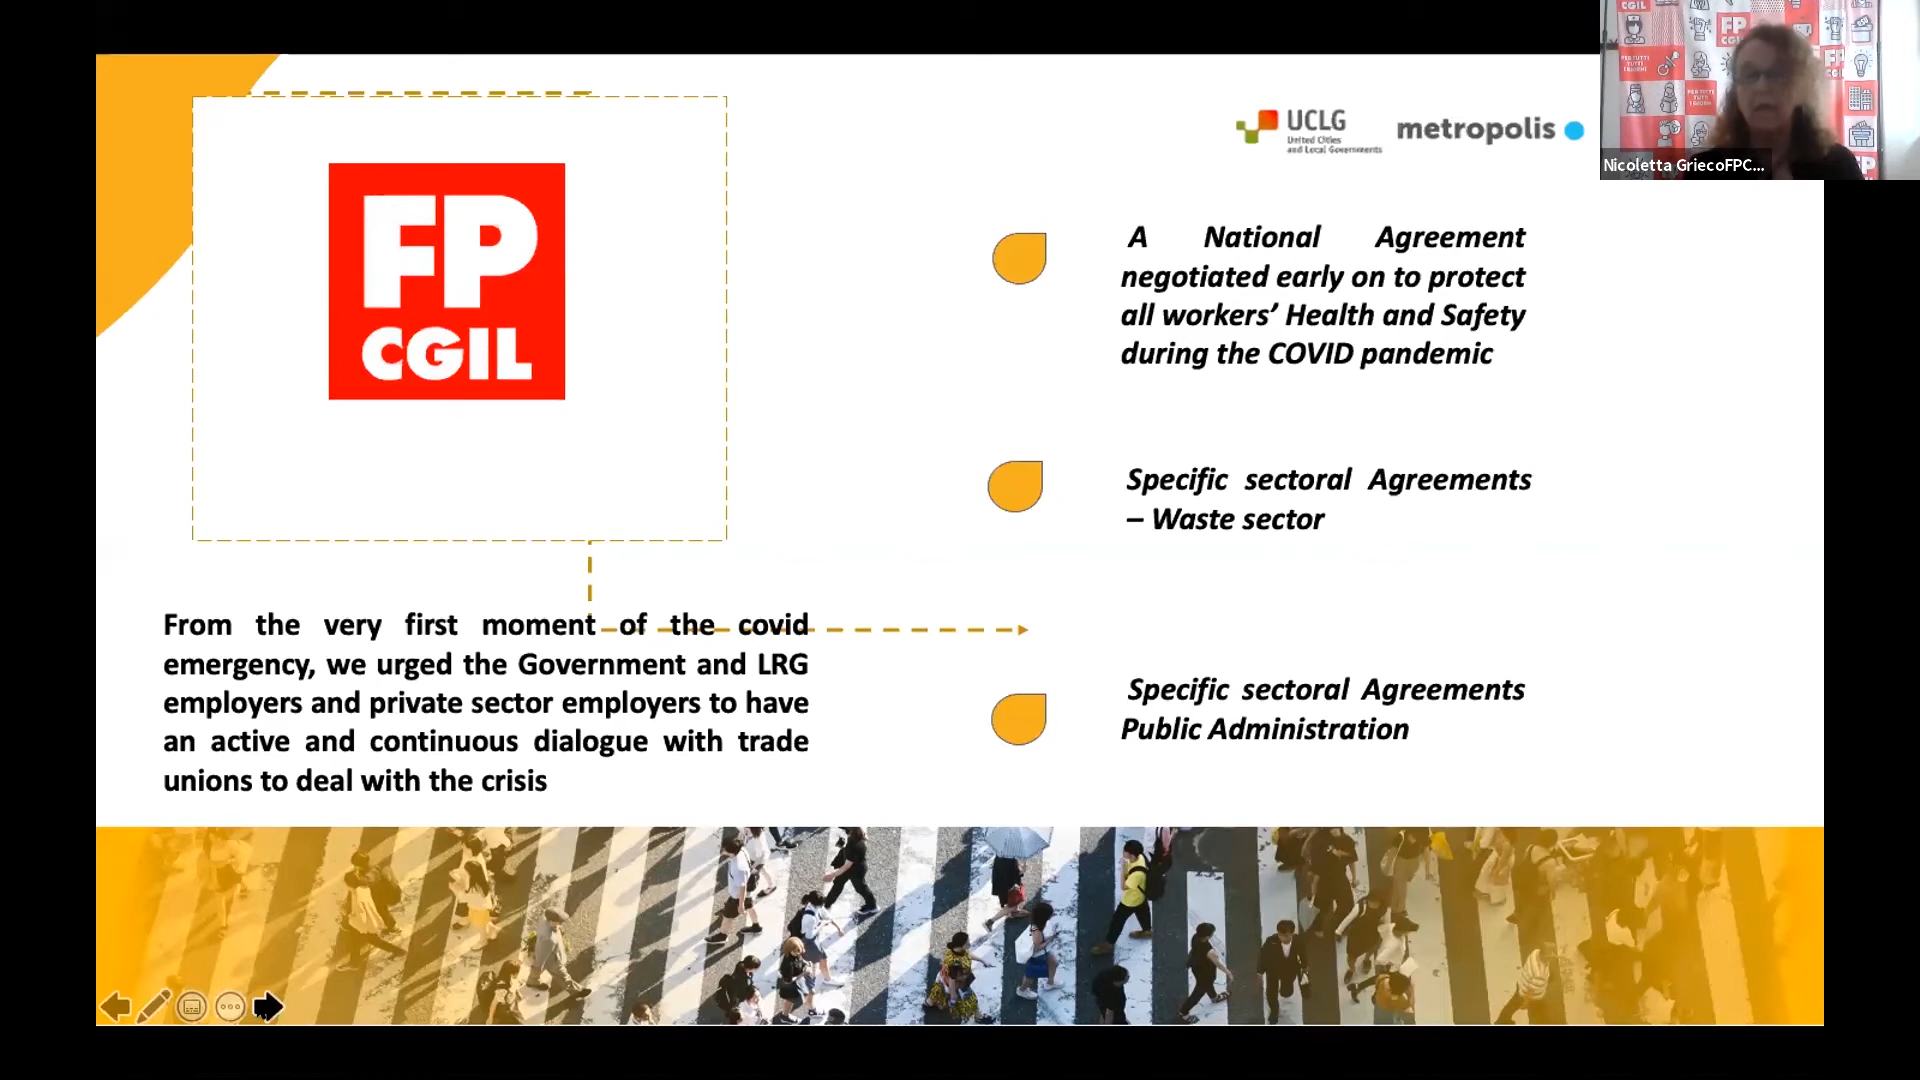 FP
CGIL
UCLG
United Cities
and Local Governments
metropolis
Nicoletta GriecoFPC...
A National Agreement
negotiated early on to protect
all workers’ Health and Safety
during the COVID pandemic
Specific sectoral Agreements
– Waste sector
From the very first moment of the covid
emergency, we urged the Government and LRG
employers and private sector employers to have
an active and continuous dialogue with trade
unions to deal with the crisis
Specific sectoral Agreements
Public Administration